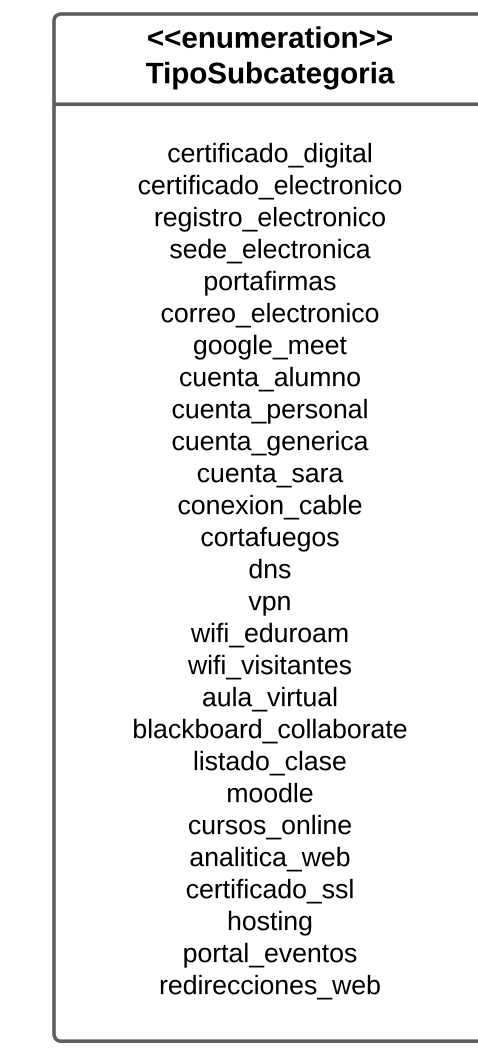 <<enumeration>>
TipoSubcategoria
certificado_digital
certificado_electronico
registro_electronico
sede_electronica
portafirmas
correo_electronico
google_meet
cuenta_alumno
cuenta_personal
cuenta_generica
cuenta_sara
conexion_cable
cortafuegos
dns
vpn
wifi_eduroam
wifi_visitantes
aula_virtual
blackboard_collaborate
listado_clase
moodle
cursos_online
analitica_web
certificado_ssl
hosting
portal_eventos
redirecciones_web